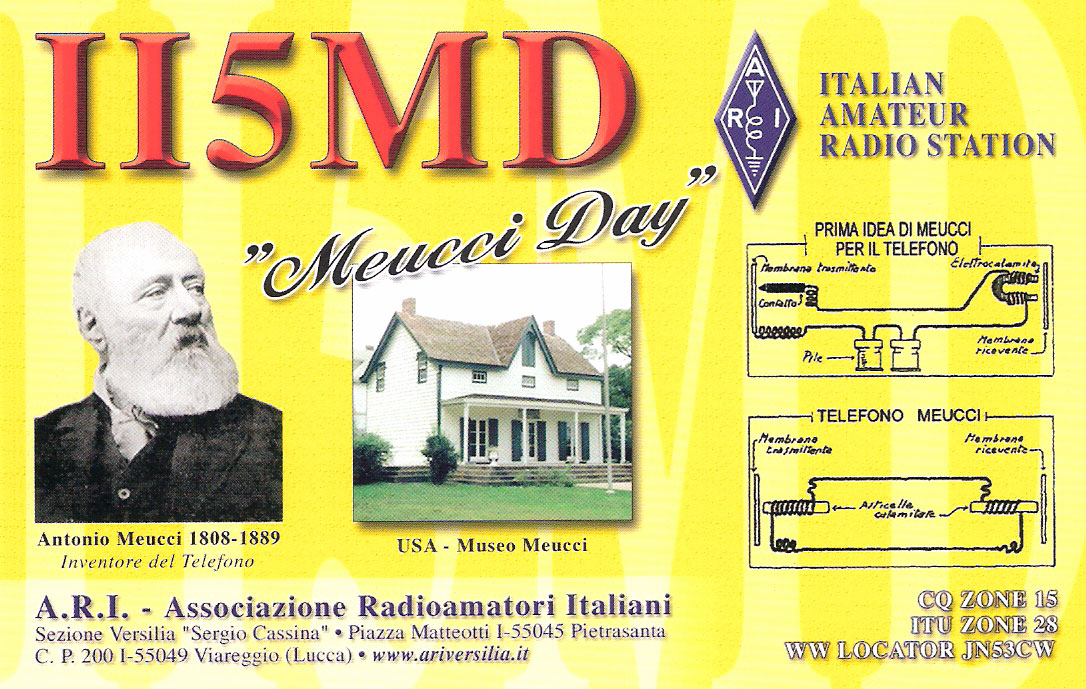 II5MD
"Meucci Day"
A
R I
ITALIAN
AMATEUR
RADIO STATION
PRIMA IDEA DI MEUCCI
PER IL TELEFONO
Membrana trasmittente
Elettrocalamita
Contatto
Pile
Membrana
ricevente
TELEFONO MEUCCI
Membrana
trasmittente
Membrana
ricevente
Asticelle
calamitate
Antonio Meucci 1808-1889
Inventore del Telefono
USA - Museo Meucci
A.R.I. - Associazione Radioamatori Italiani
Sezione Versilia "Sergio Cassina" • Piazza Matteotti I-55045 Pietrasanta
C. P. 200 I-55049 Viareggio (Lucca) • www.ariversilia.it
CQ ZONE 15
ITU ZONE 28
WW LOCATOR JN53CW